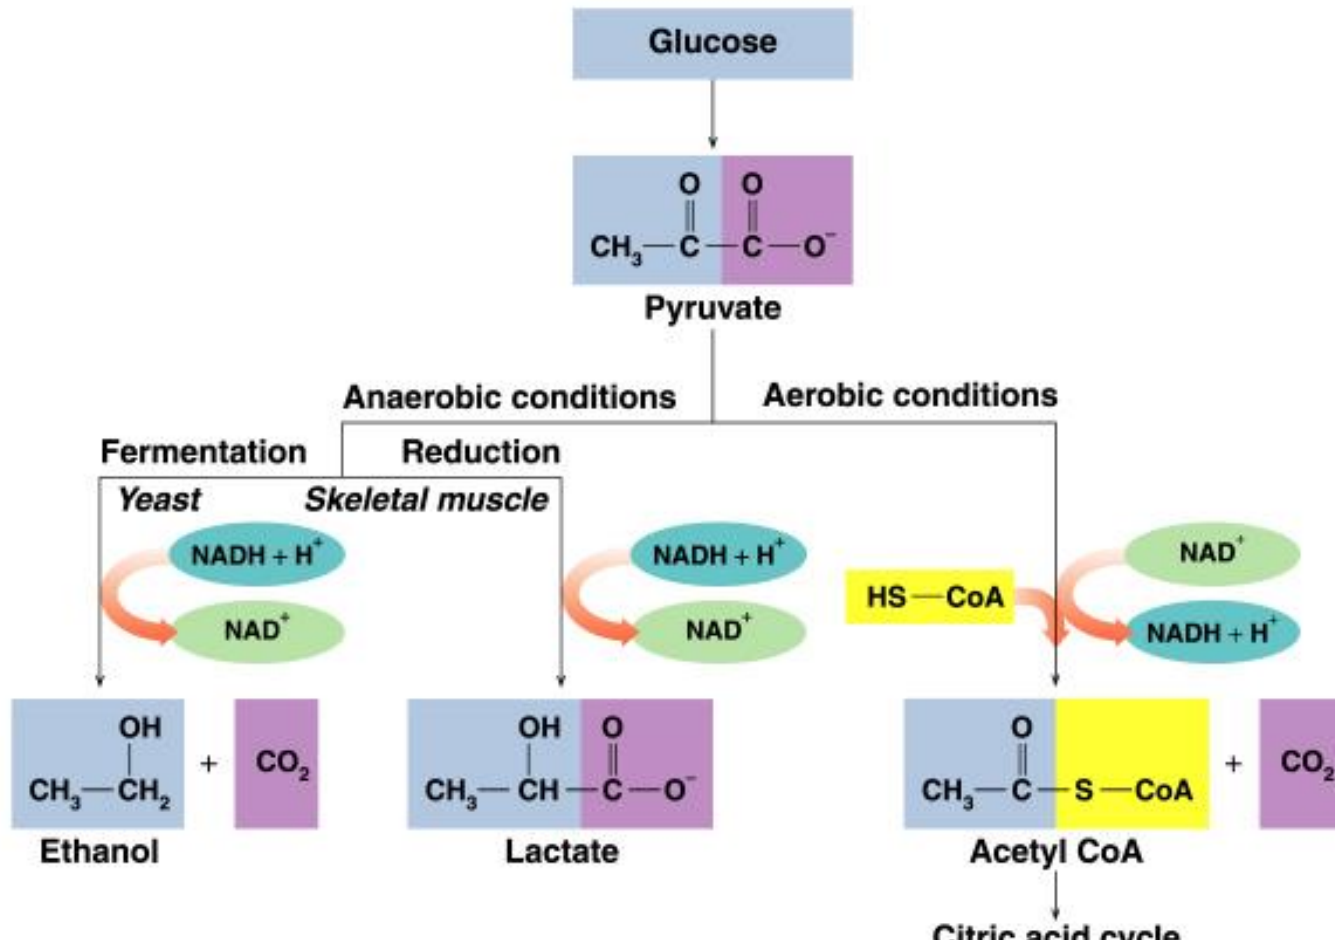 Glucose
O O
CH₃—C—C—O⁻
Pyruvate
Anaerobic conditions
Aerobic conditions
Fermentation
Reduction
Yeast
Skeletal muscle
NADH + H⁺
NAD⁺
NADH + H⁺
NAD⁺
HS—CoA
NAD⁺
NADH + H⁺
OH
CH₃—CH₂
+
CO₂
Ethanol
OH O
CH₃—CH—C—O⁻
Lactate
O
CH₃—C—S—CoA
+
CO₂
Acetyl CoA
Citric acid cycle